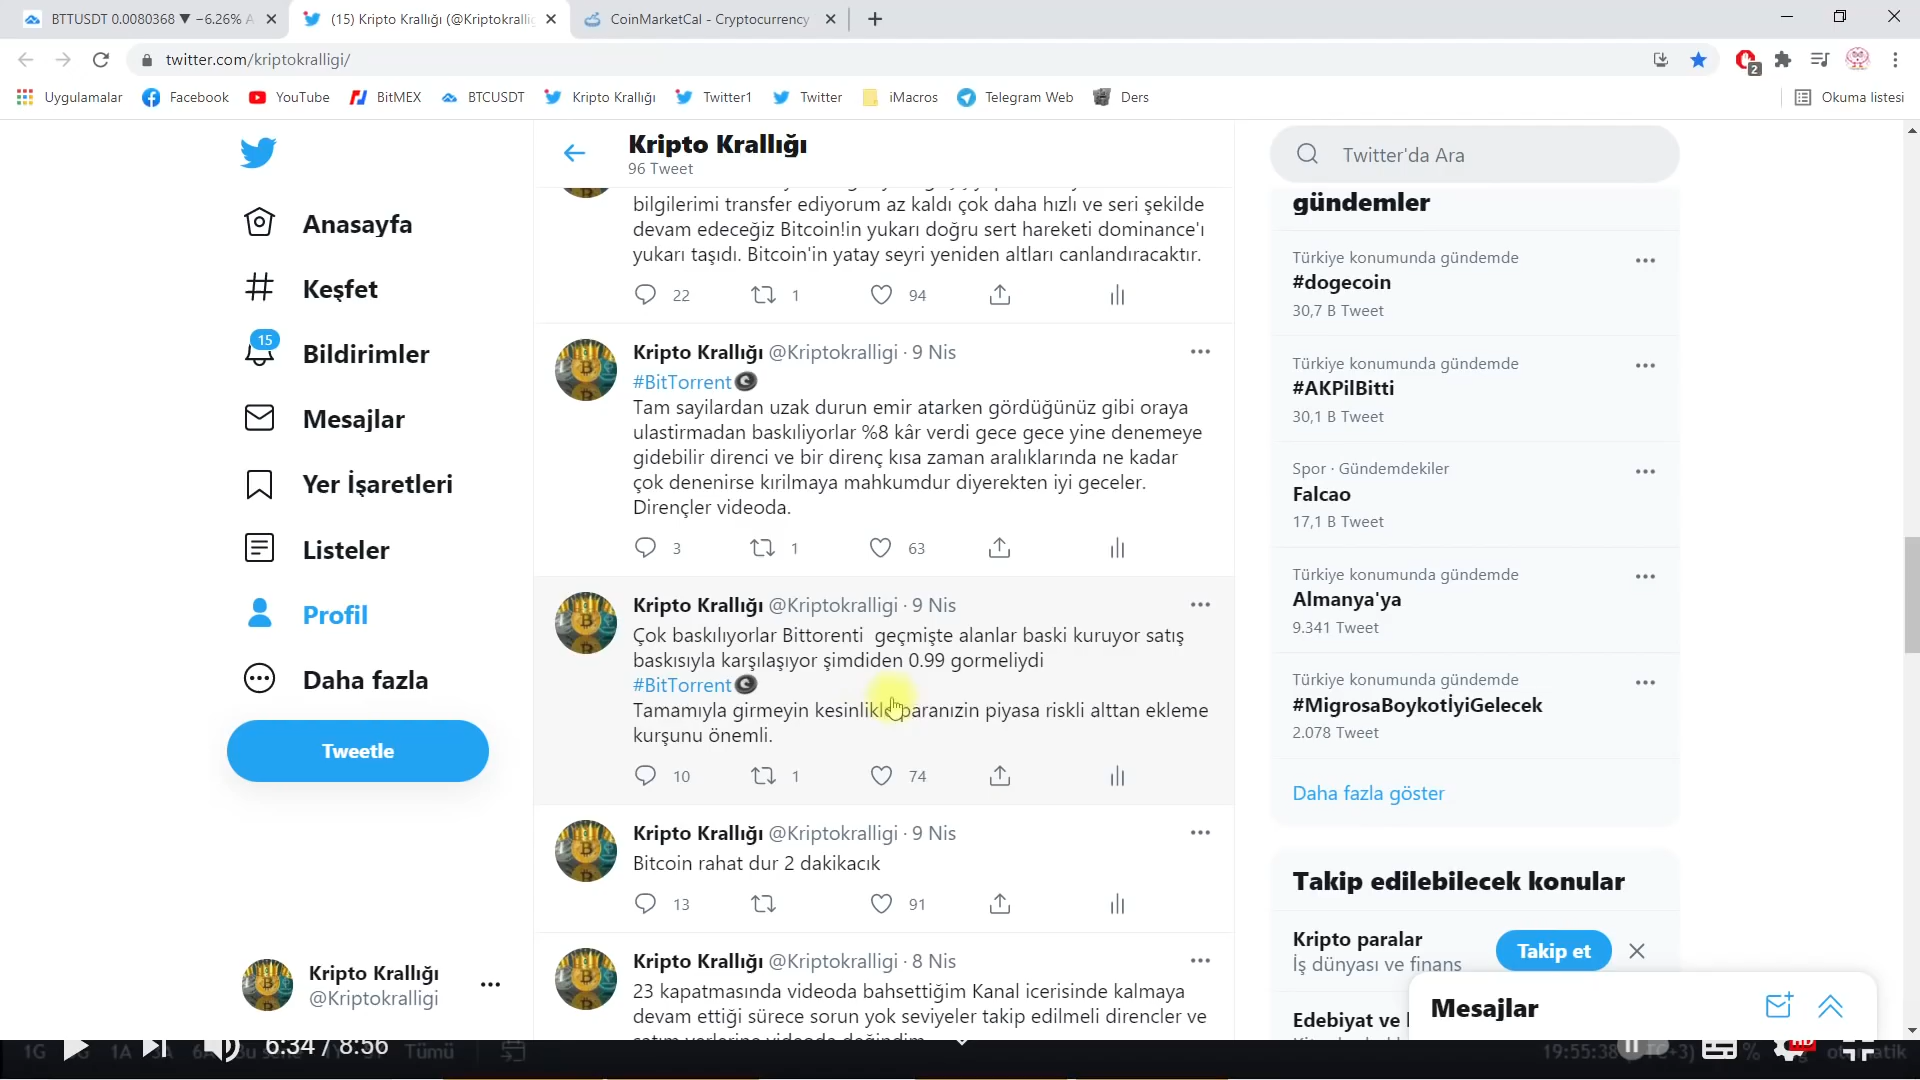 BTTUSDT 0.0080368 ▼ −6.26% A
(15) Kripto Krallığı (@Kriptokrallig
CoinMarketCal - Cryptocurrency
twitter.com/kriptokralligi/
2
Uygulamalar
Facebook
YouTube
BitMEX
BTCUSDT
Kripto Krallığı
Twitter1
Twitter
iMacros
Telegram Web
Ders
Okuma listesi
Anasayfa
Keşfet
15
Bildirimler
Mesajlar
Yer İşaretleri
Listeler
Profil
Daha fazla
Tweetle
Kripto Krallığı
@Kriptokralligi
Kripto Krallığı
96 Tweet
bilgilerimi transfer ediyorum az kaldı çok daha hızlı ve seri şekilde
devam edeceğiz Bitcoin!in yukarı doğru sert hareketi dominance'ı
yukarı taşıdı. Bitcoin'in yatay seyri yeniden altları canlandıracaktır.
22 1 94
Kripto Krallığı @Kriptokralligi · 9 Nis
#BitTorrent
Tam sayilardan uzak durun emir atarken gördüğünüz gibi oraya
ulastirmadan baskıliyorlar %8 kâr verdi gece gece yine denemeye
gidebilir direnci ve bir direnç kısa zaman aralıklarında ne kadar
çok denenirse kırilmaya mahkumdur diyerekten iyi geceler.
Dirençler videoda.
3 1 63
Kripto Krallığı @Kriptokralligi · 9 Nis
Çok baskılıyorlar Bittorenti geçmişte alanlar baski kuruyor satış
baskısıyla karşılaşıyor şimdiden 0.99 gormeliydi
#BitTorrent
Tamamıyla girmeyin kesinlikle paranızin piyasa riskli alttan ekleme
kurşunu önemli.
10 1 74
Kripto Krallığı @Kriptokralligi · 9 Nis
Bitcoin rahat dur 2 dakikacık
13 91
Kripto Krallığı @Kriptokralligi · 8 Nis
23 kapatmasında videoda bahsettiğim Kanal icerisinde kalmaya
devam ettiği sürece sorun yok seviyeler takip edilmeli direncler ve
Twitter'da Ara
gündemler
Türkiye konumunda gündemde
#dogecoin
30,7 B Tweet
Türkiye konumunda gündemde
#AKPilBitti
30,1 B Tweet
Spor · Gündemdekiler
Falcao
17,1 B Tweet
Türkiye konumunda gündemde
Almanya'ya
9.341 Tweet
Türkiye konumunda gündemde
#MigrosaBoykotİyiGelecek
2.078 Tweet
Daha fazla göster
Takip edilebilecek konular
Kripto paralar
İş dünyası ve finans
Takip et
Edebiyat ve
Mesajlar
1G
1A
6:34 / 8:56
Tümü
19:55:38
HD
%